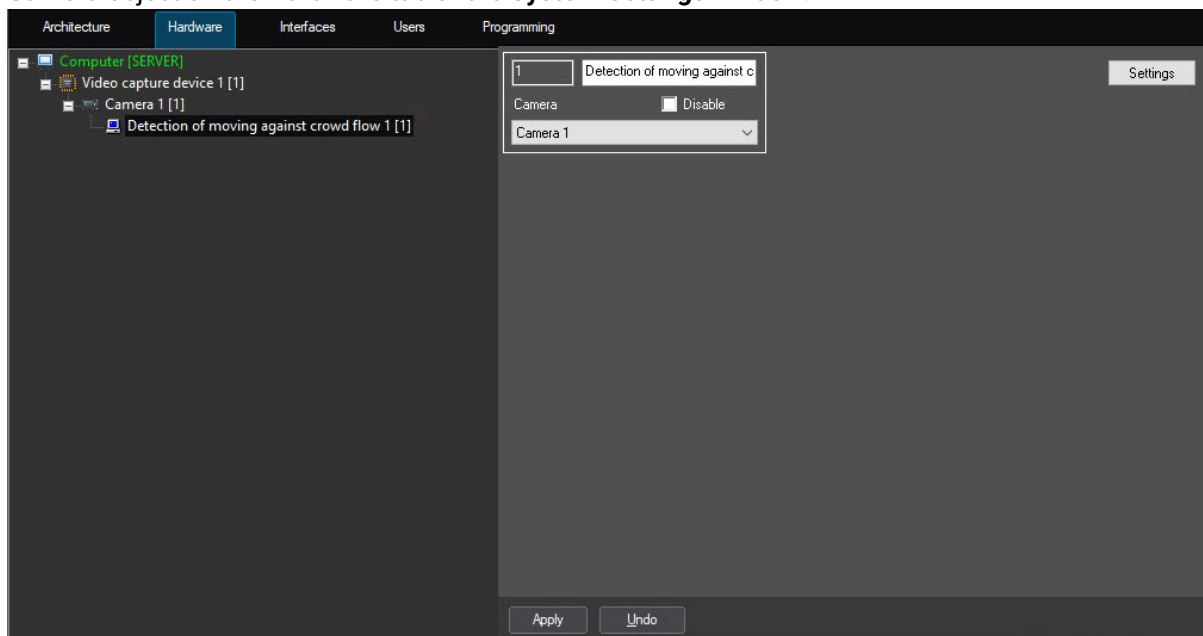 Architecture Hardware Interfaces Users Programming
Computer [SERVER]
Video capture device 1 [1]
Camera 1 [1]
Detection of moving against crowd flow 1 [1]
1 Detection of moving against c
Camera Disable
Camera 1
Settings
Apply Undo